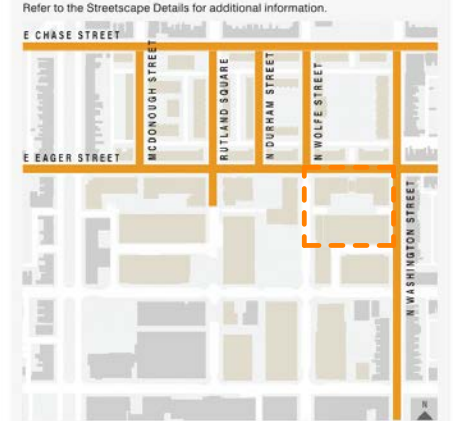 Refer to the Streetscape Details for additional information.
E CHASE STREET
MCDONOUGH STREET
RUTLAND SQUARE
N DURHAM STREET
N WOLFE STREET
E EAGER STREET
N WASHINGTON STREET
N